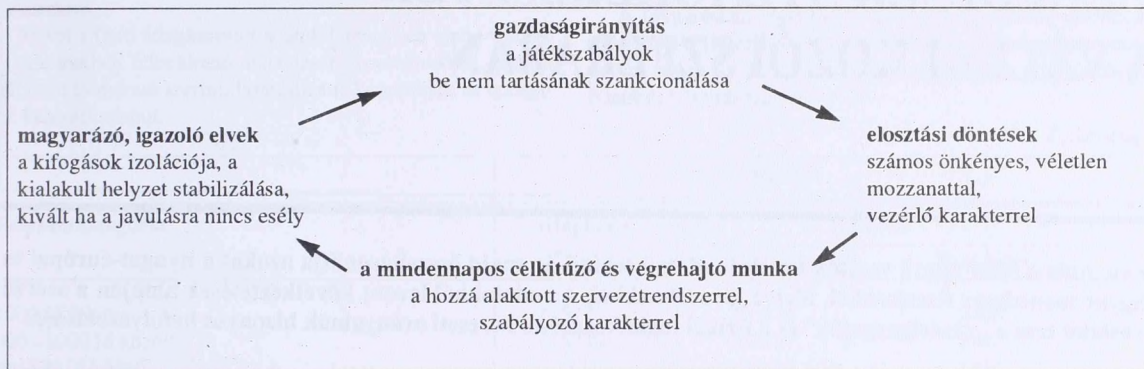 gazdaságirányítás
a játékszabályok
be nem tartásának szankcionálása
magyarázó, igazoló elvek
a kifogások izolációja, a
kialakult helyzet stabilizálása,
kivált ha a javulásra nincs esély
elosztási döntések
számos önkényes, véletlen
mozzanattal,
vezérlő karakterrel
a mindennapos célkitűző és végrehajtó munka
a hozzá alakított szervezetrendszerrel,
szabályozó karakterrel